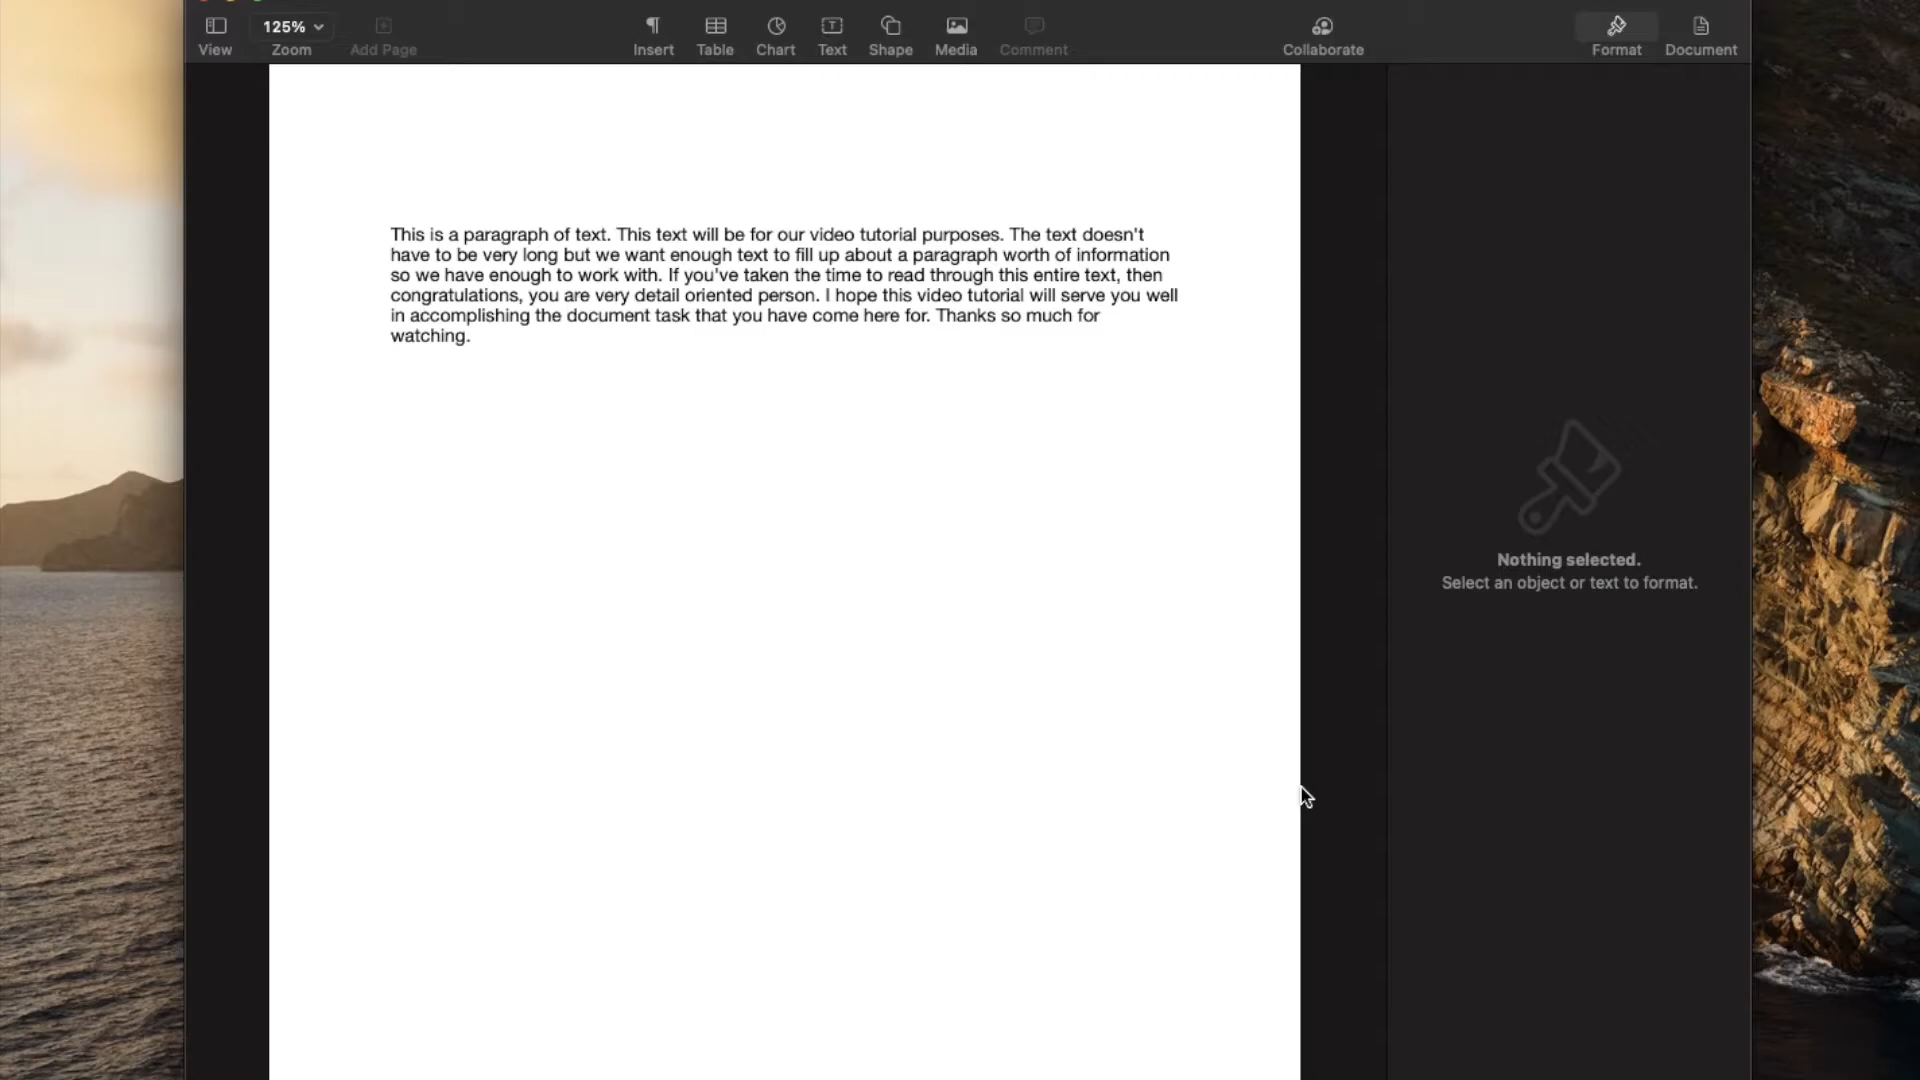 125%
View
Zoom
Add Page
Insert
Table
Chart
Text
Shape
Media
Comment
Collaborate
Format
Document
This is a paragraph of text. This text will be for our video tutorial purposes. The text doesn't
have to be very long but we want enough text to fill up about a paragraph worth of information
so we have enough to work with. If you've taken the time to read through this entire text, then
congratulations, you are very detail oriented person. I hope this video tutorial will serve you well
in accomplishing the document task that you have come here for. Thanks so much for
watching.
Nothing selected.
Select an object or text to format.